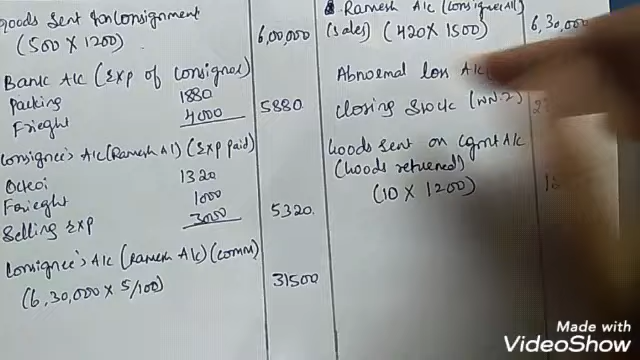 Goods Sent on Consignment
(500 X 1200)
6,00,000
Bank A/C (Exp of Consignor)
Packing 1880
Frieght 4000
5880
Consignee's A/C (Ramesh A/C) (Exp paid)
Octoi 1320
Frieght 1000
Selling Exp 3000
5320.
Consignee's A/C (Ramesh A/C) (Comm)
(6,30,000 X 5/100)
31500
Ramesh A/C (Consignee A/C)
(Sales) (420 X 1500)
6,30,000
Abnormal loss A/C
Closing Stock (WN.2)
Goods Sent on Cgnmt A/C
(Goods returned)
(10 X 1200)
Made with
VideoShow